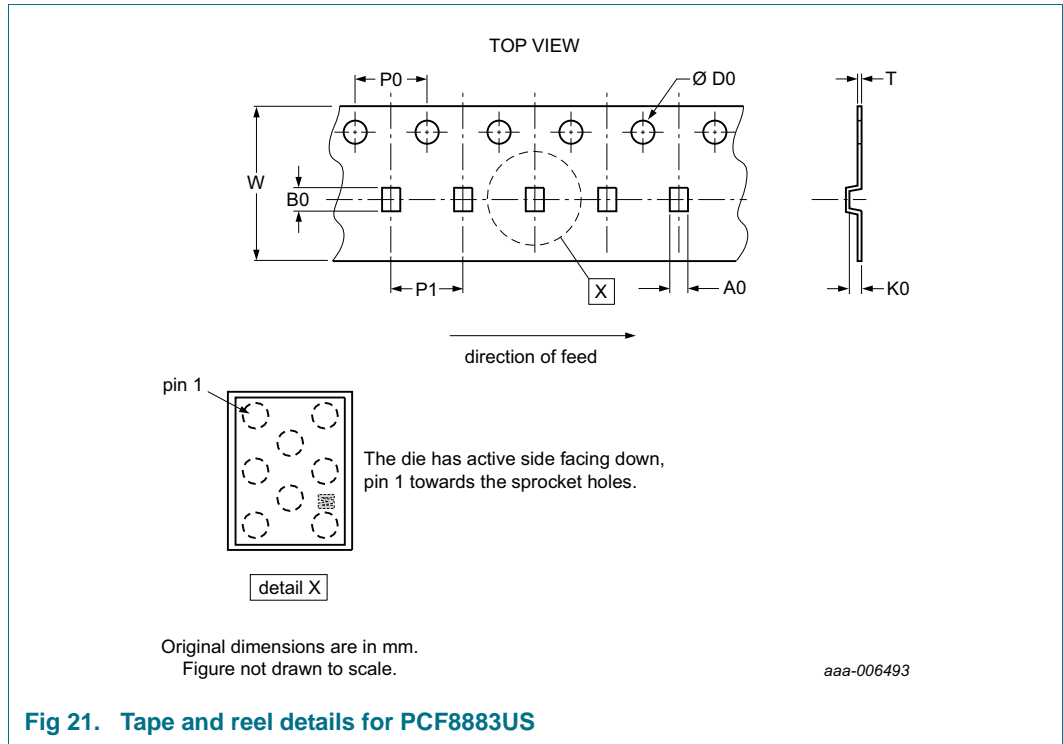 TOP VIEW
P0
Ø D0
T
W
B0
P1
X
A0
K0
direction of feed
pin 1
The die has active side facing down,
pin 1 towards the sprocket holes.
detail X
Original dimensions are in mm.
Figure not drawn to scale.
aaa-006493
Fig 21. Tape and reel details for PCF8883US